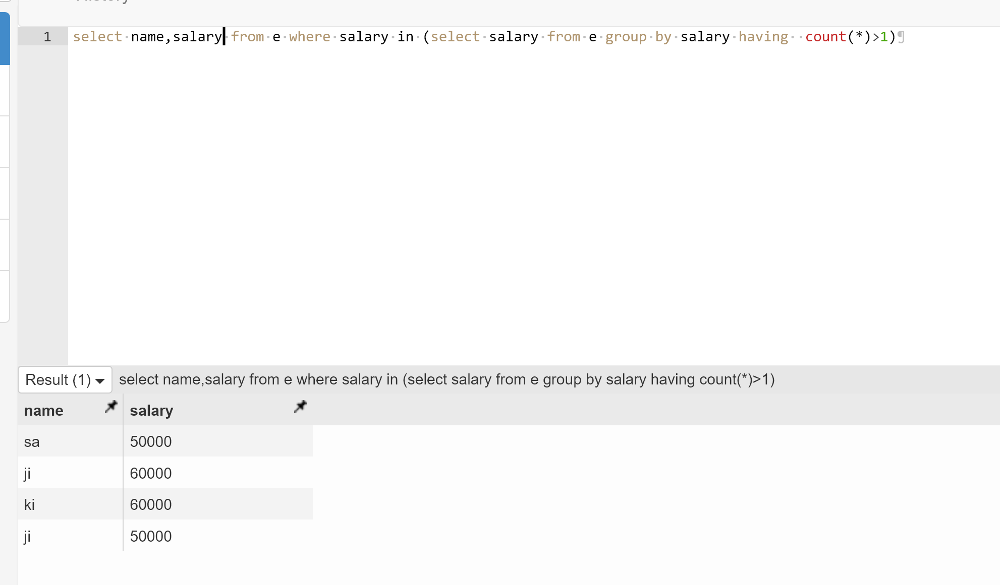 1 select name,salary from e where salary in (select salary from e group by salary having  count(*)>1)¶
Result (1) select name,salary from e where salary in (select salary from e group by salary having count(*)>1)
name salary
sa 50000
ji 60000
ki 60000
ji 50000